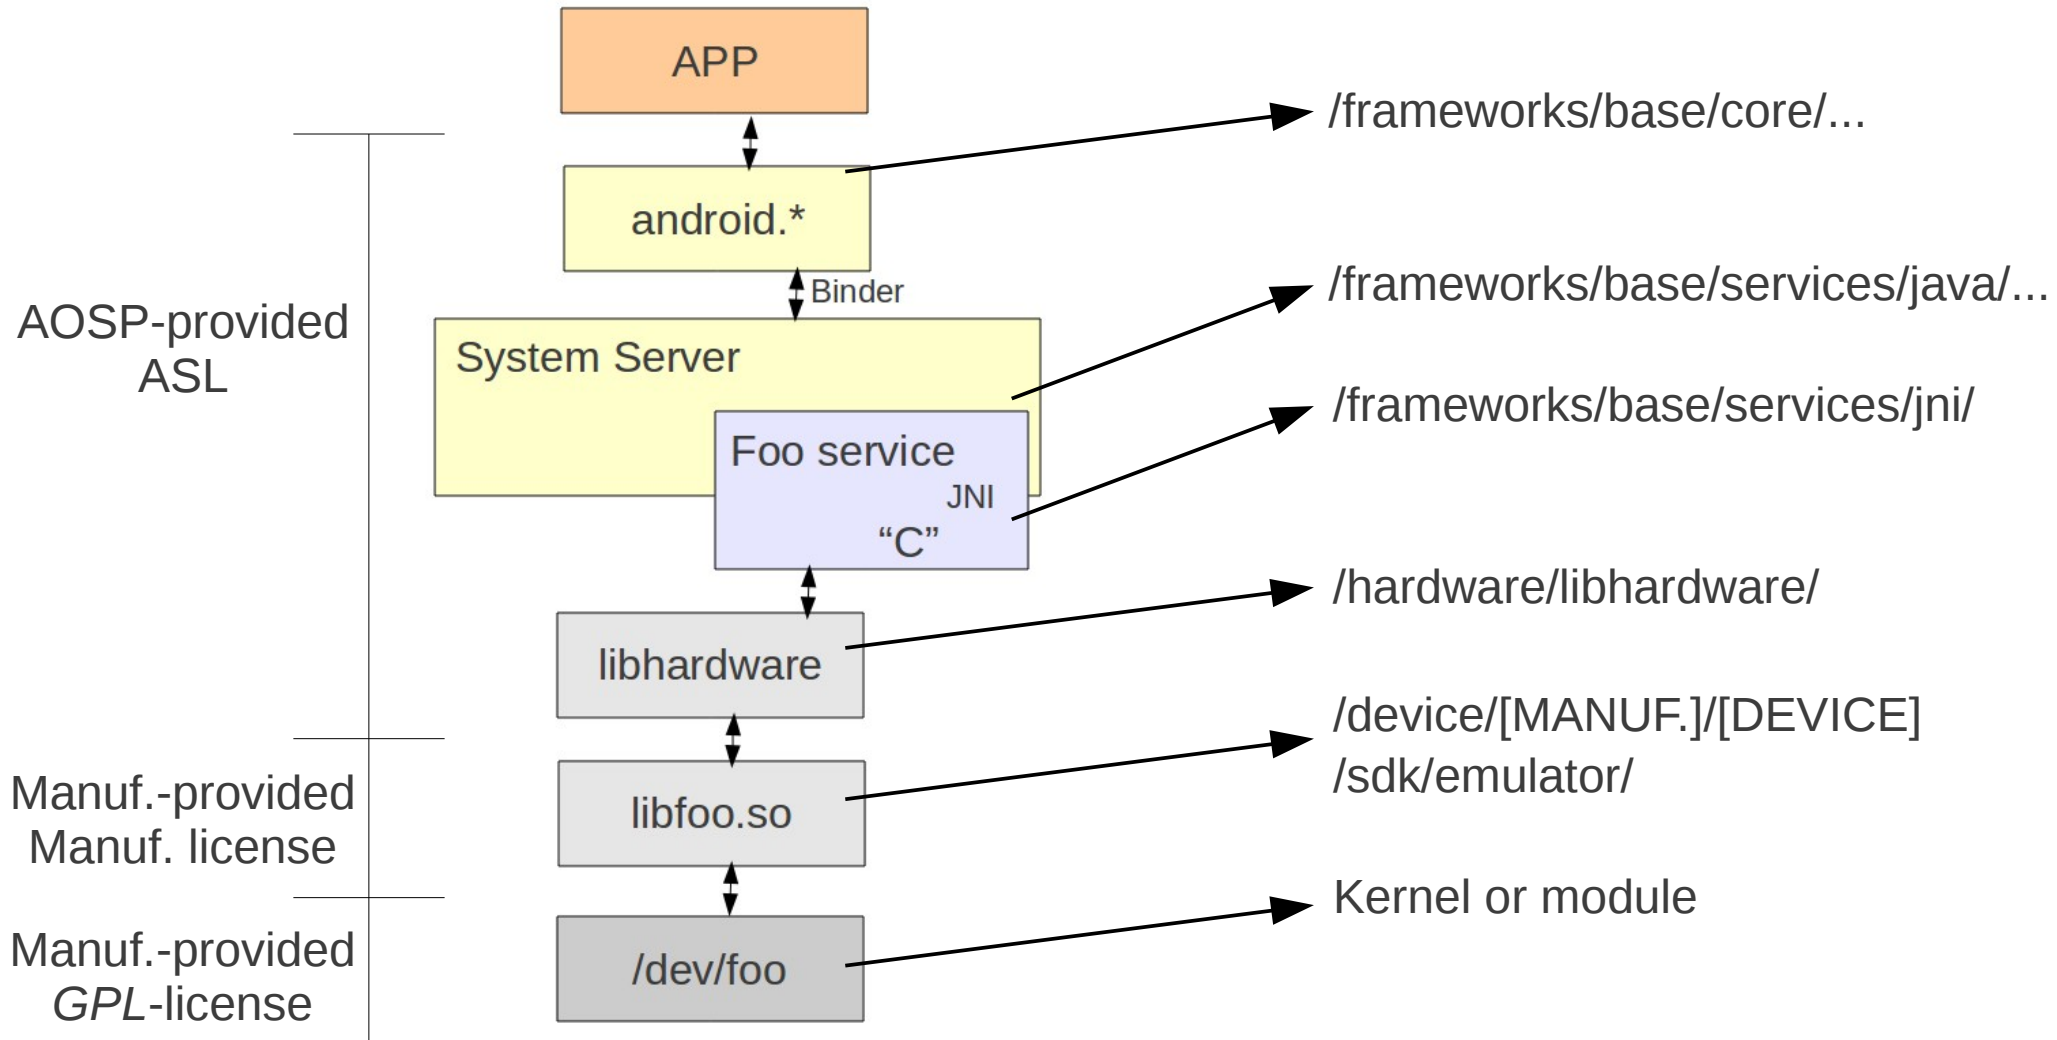 APP
/frameworks/base/core/...
android.*
Binder
AOSP-provided
ASL
System Server
/frameworks/base/services/java/...
/frameworks/base/services/jni/
Foo service
JNI
“C”
/hardware/libhardware/
libhardware
/device/[MANUF.]/[DEVICE]
/sdk/emulator/
Manuf.-provided
Manuf. license
libfoo.so
Kernel or module
Manuf.-provided
GPL-license
/dev/foo